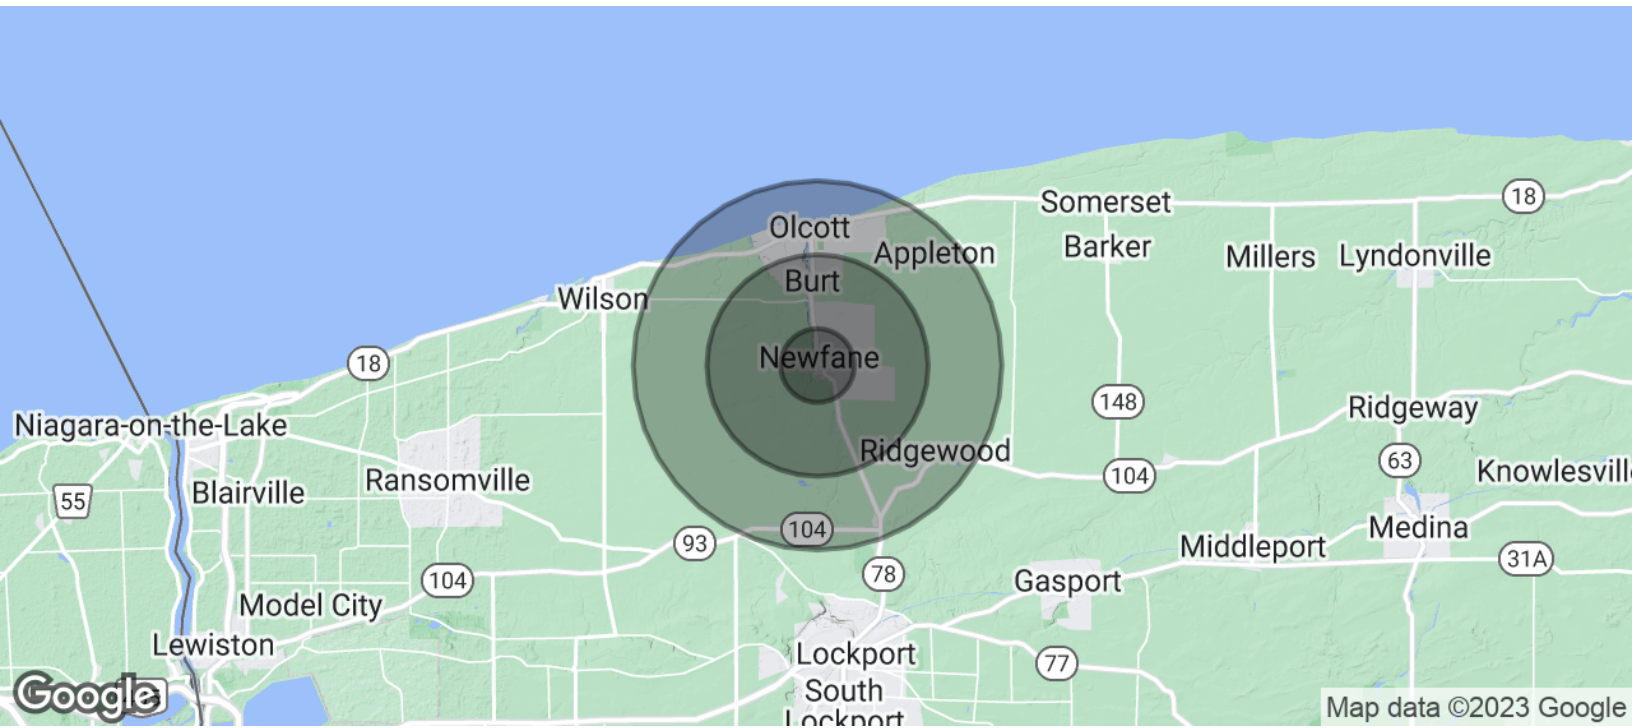 Somerset
18
Olcott
Barker
Appleton
Millers
Lyndonville
Burt
Wilson
Newfane
18
148
Ridgeway
Niagara-on-the-Lake
Ridgewood
63
104
Knowlesville
Ransomville
Blairville
55
104
Medina
93
Middleport
31A
78
104
Gasport
Model City
Lewiston
Lockport
77
South
Lockport
Google
Map data ©2023 Google